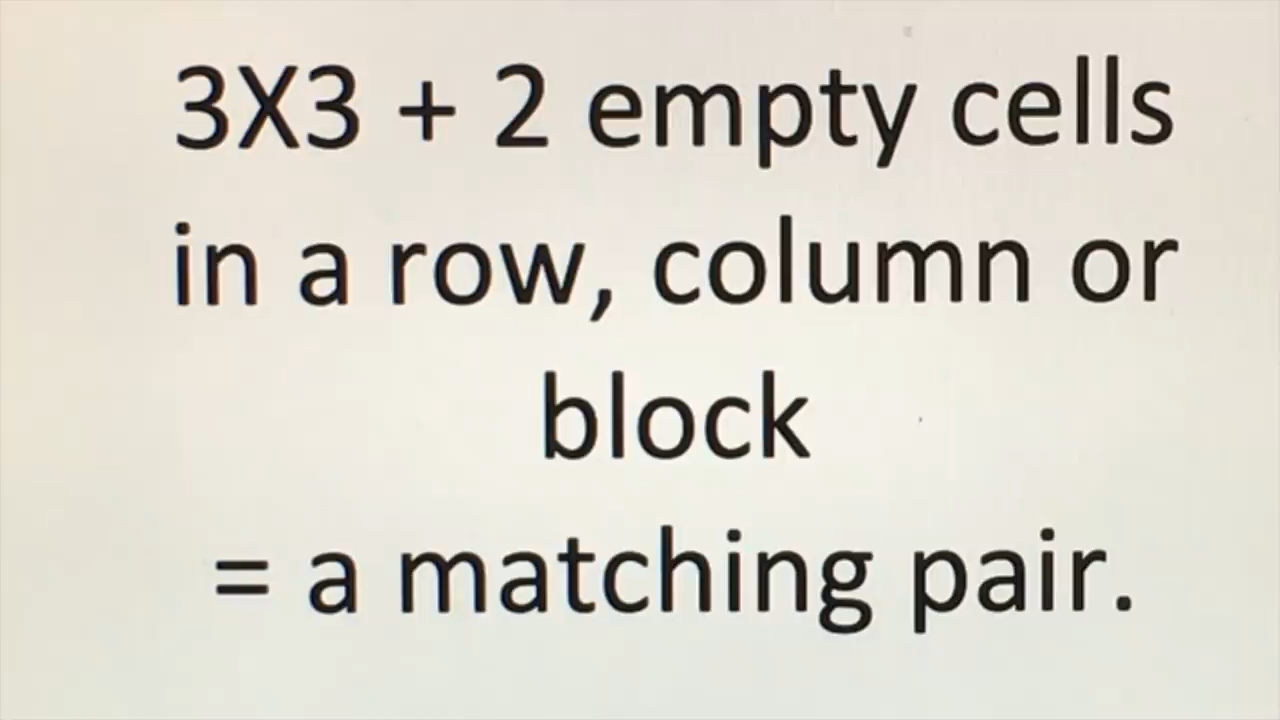 3X3 + 2 empty cells
in a row, column or
block
= a matching pair.